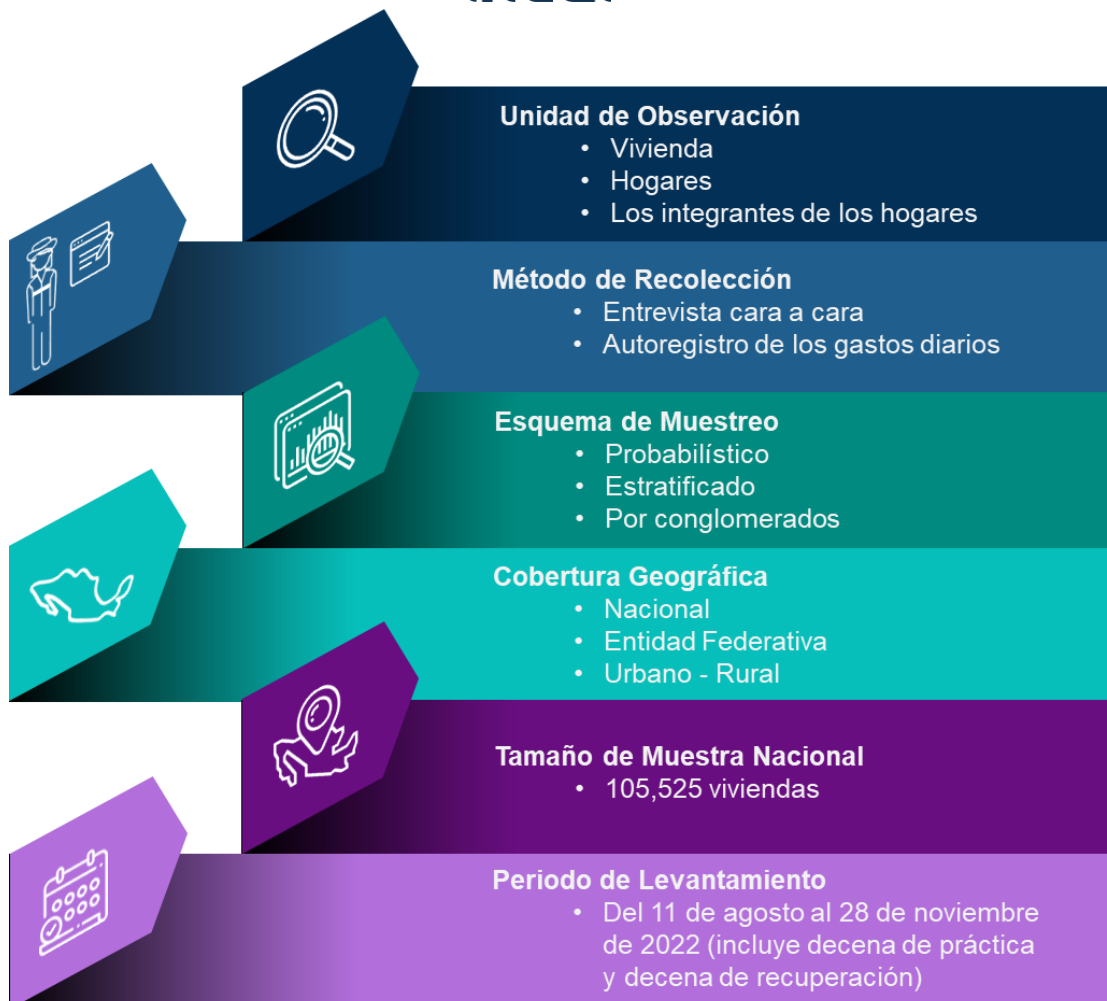 Unidad de Observación
• Vivienda
• Hogares
• Los integrantes de los hogares
Método de Recolección
• Entrevista cara a cara
• Autoregistro de los gastos diarios
Esquema de Muestreo
• Probabilístico
• Estratificado
• Por conglomerados
Cobertura Geográfica
• Nacional
• Entidad Federativa
• Urbano - Rural
Tamaño de Muestra Nacional
• 105,525 viviendas
Periodo de Levantamiento
• Del 11 de agosto al 28 de noviembre
de 2022 (incluye decena de práctica
y decena de recuperación)